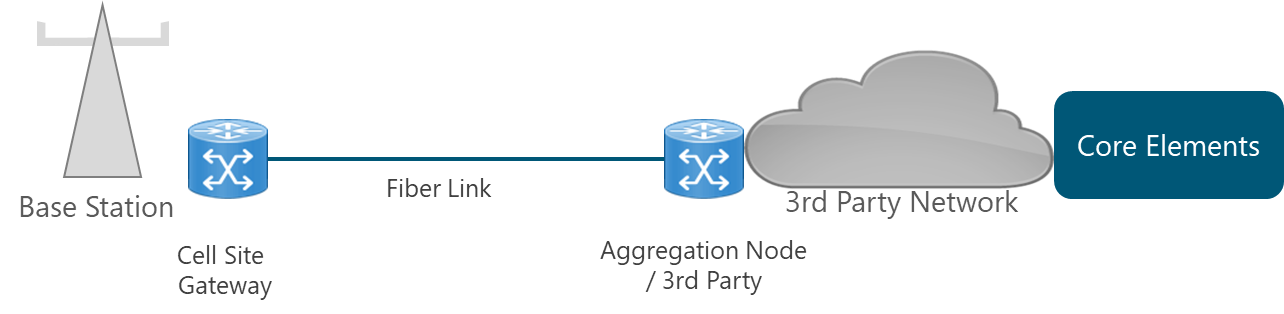 Base Station
Cell Site
Gateway
Fiber Link
Aggregation Node
/ 3rd Party
3rd Party Network
Core Elements